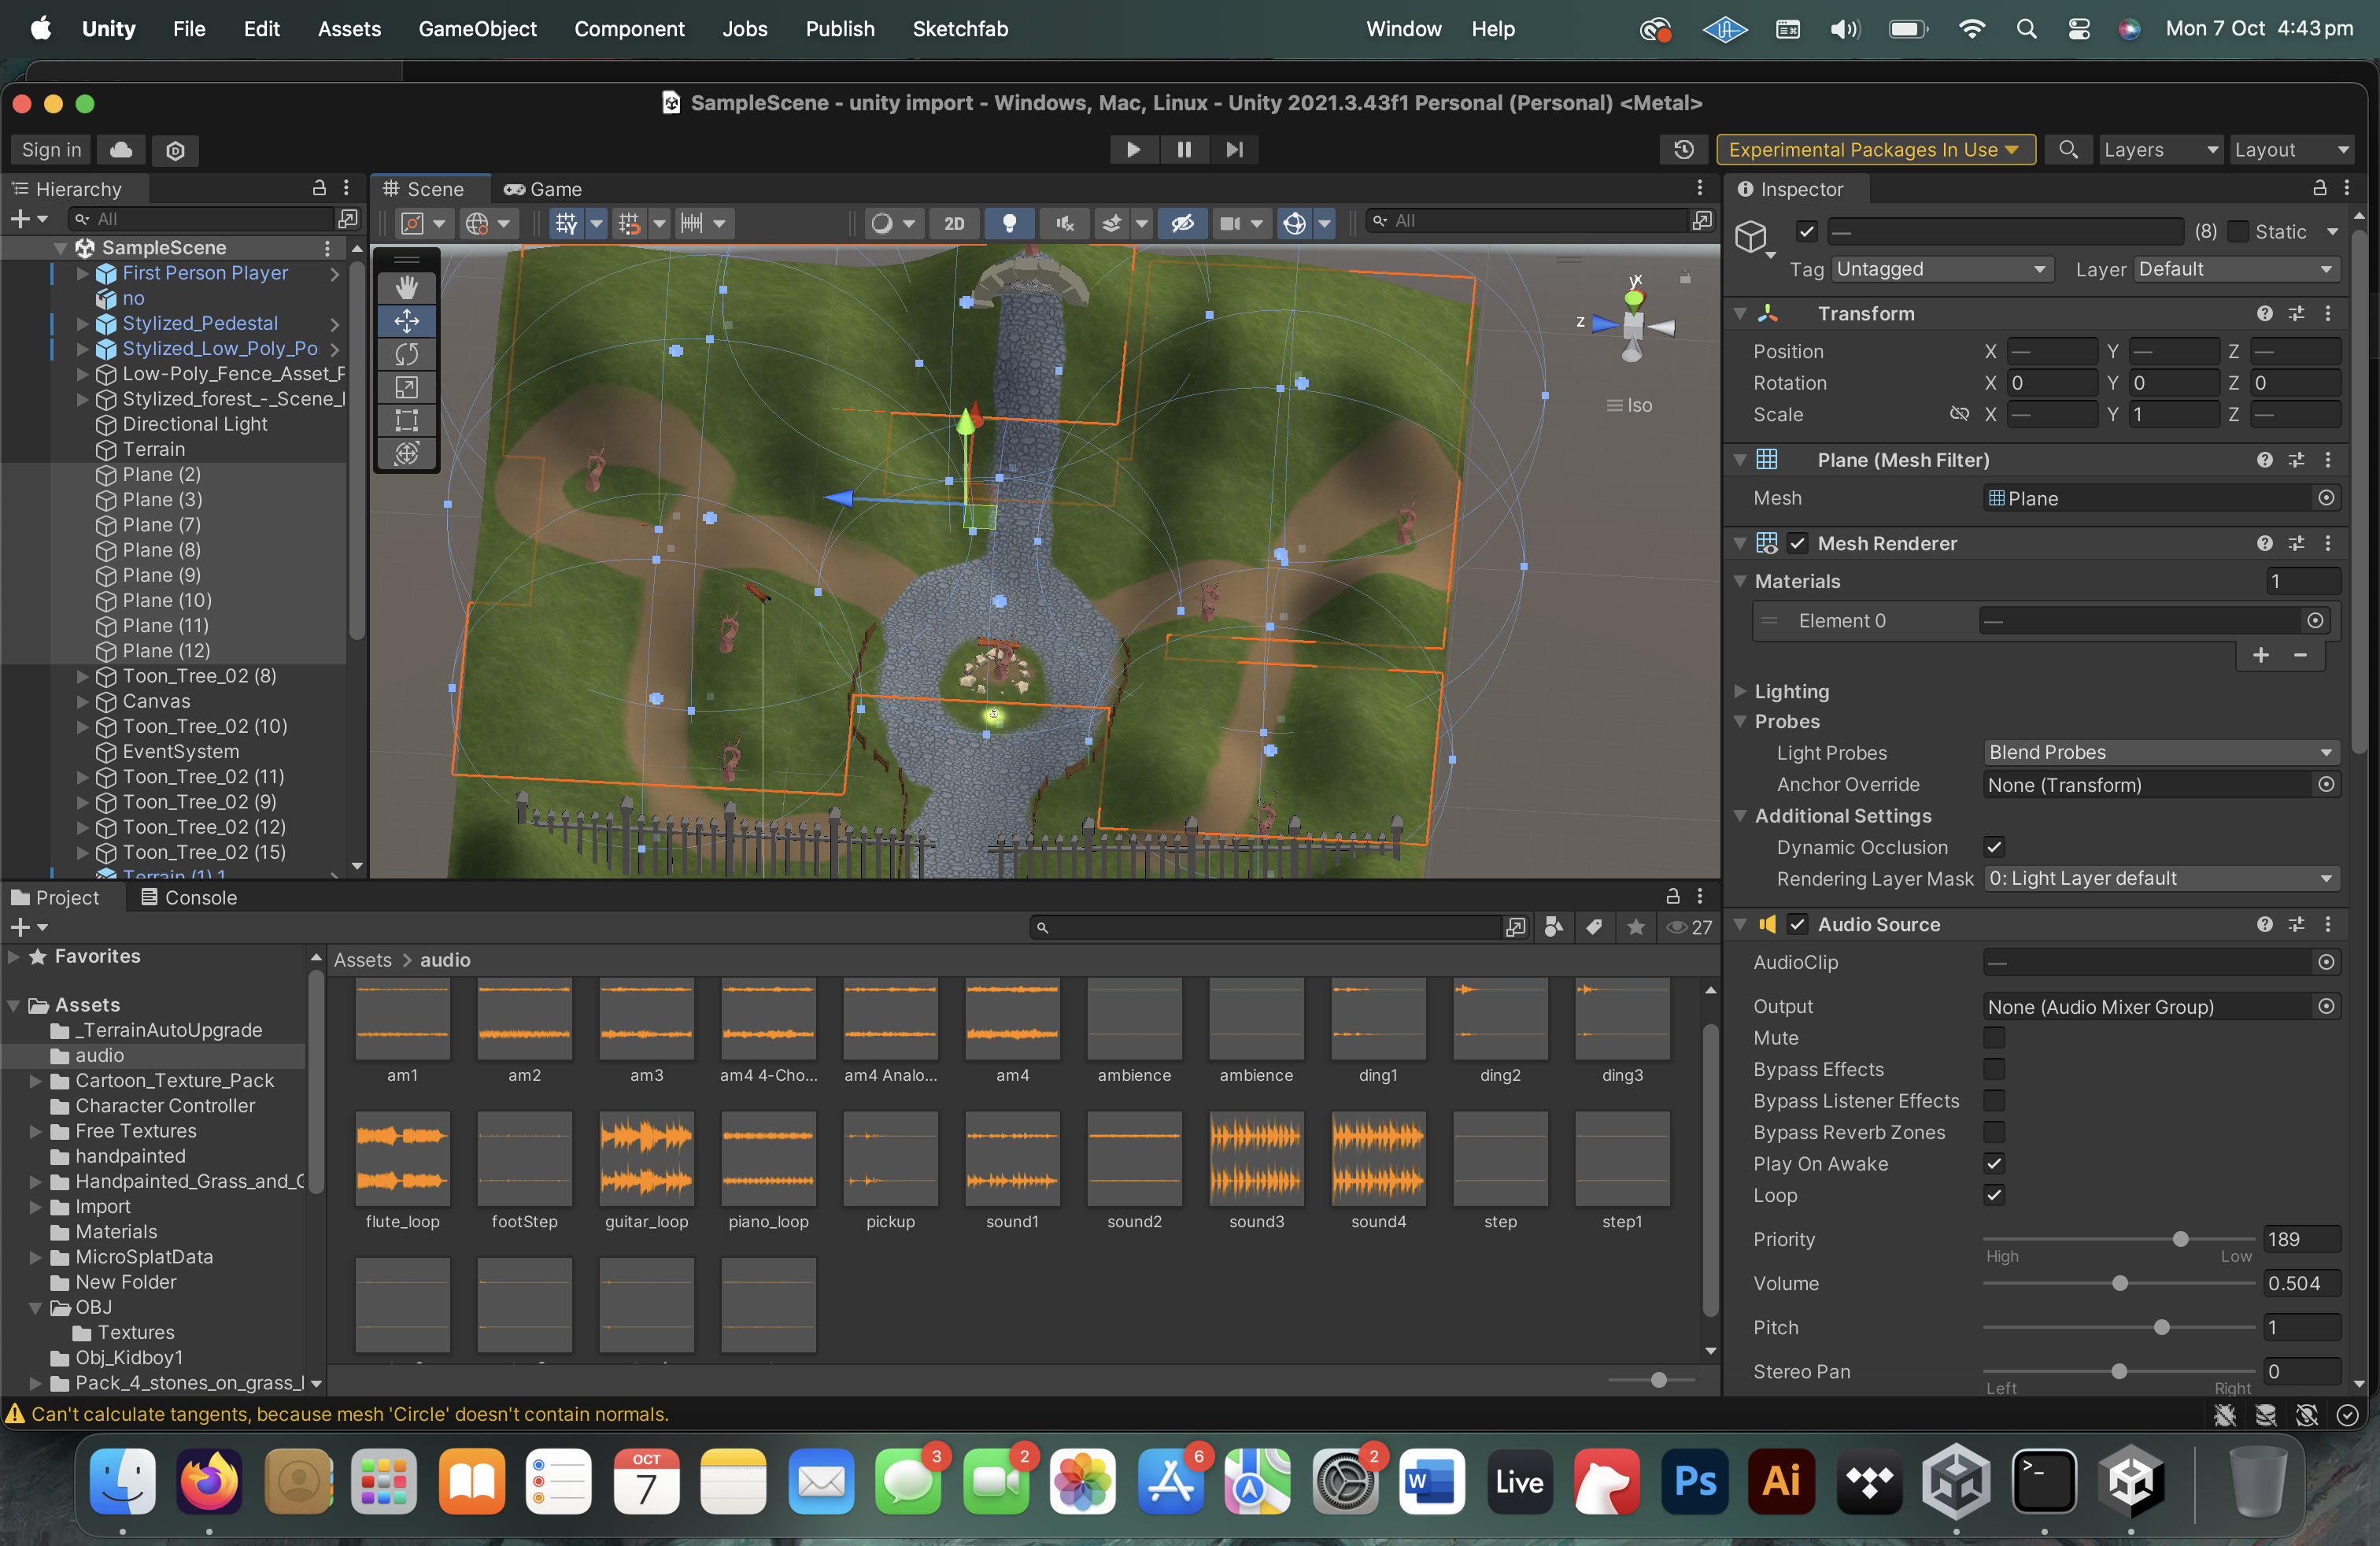 Unity File Edit Assets GameObject Component Jobs Publish Sketchfab Window Help Mon 7 Oct 4:43 pm
SampleScene - unity import - Windows, Mac, Linux - Unity 2021.3.43f1 Personal (Personal) <Metal>
Sign in Experimental Packages In Use Layers Layout
Hierarchy
All
SampleScene
First Person Player
no
Stylized_Pedestal
Stylized_Low_Poly_Po
Low-Poly_Fence_Asset_P
Stylized_forest_-_Scene_
Directional Light
Terrain
Plane (2)
Plane (3)
Plane (7)
Plane (8)
Plane (9)
Plane (10)
Plane (11)
Plane (12)
Toon_Tree_02 (8)
Canvas
Toon_Tree_02 (10)
EventSystem
Toon_Tree_02 (11)
Toon_Tree_02 (9)
Toon_Tree_02 (12)
Toon_Tree_02 (15)
Terrain (1) 1
Scene Game
2D All
y x
z
Iso
Inspector
— (8) Static
Tag Untagged Layer Default
Transform
Position X — Y — Z —
Rotation X 0 Y 0 Z 0
Scale X — Y 1 Z —
Plane (Mesh Filter)
Mesh Plane
Mesh Renderer
Materials 1
Element 0 —
+ -
Lighting
Probes
Light Probes Blend Probes
Anchor Override None (Transform)
Additional Settings
Dynamic Occlusion
Rendering Layer Mask 0: Light Layer default
Audio Source
AudioClip —
Output None (Audio Mixer Group)
Mute
Bypass Effects
Bypass Listener Effects
Bypass Reverb Zones
Play On Awake
Loop
Priority 189
High Low
Volume 0.504
Pitch 1
Stereo Pan 0
Left Right
Project Console
27
Favorites
Assets
_TerrainAutoUpgrade
audio
Cartoon_Texture_Pack
Character Controller
Free Textures
handpainted
Handpainted_Grass_and_G
Import
Materials
MicroSplatData
New Folder
OBJ
Textures
Obj_Kidboy1
Pack_4_stones_on_grass_
Assets > audio
am1 am2 am3 am4 4-Cho... am4 Analo... am4 ambience ambience ding1 ding2 ding3
flute_loop footStep guitar_loop piano_loop pickup sound1 sound2 sound3 sound4 step step1
Can't calculate tangents, because mesh 'Circle' doesn't contain normals.
OCT
7
3
2
6
2
W
Live
Ps
Ai